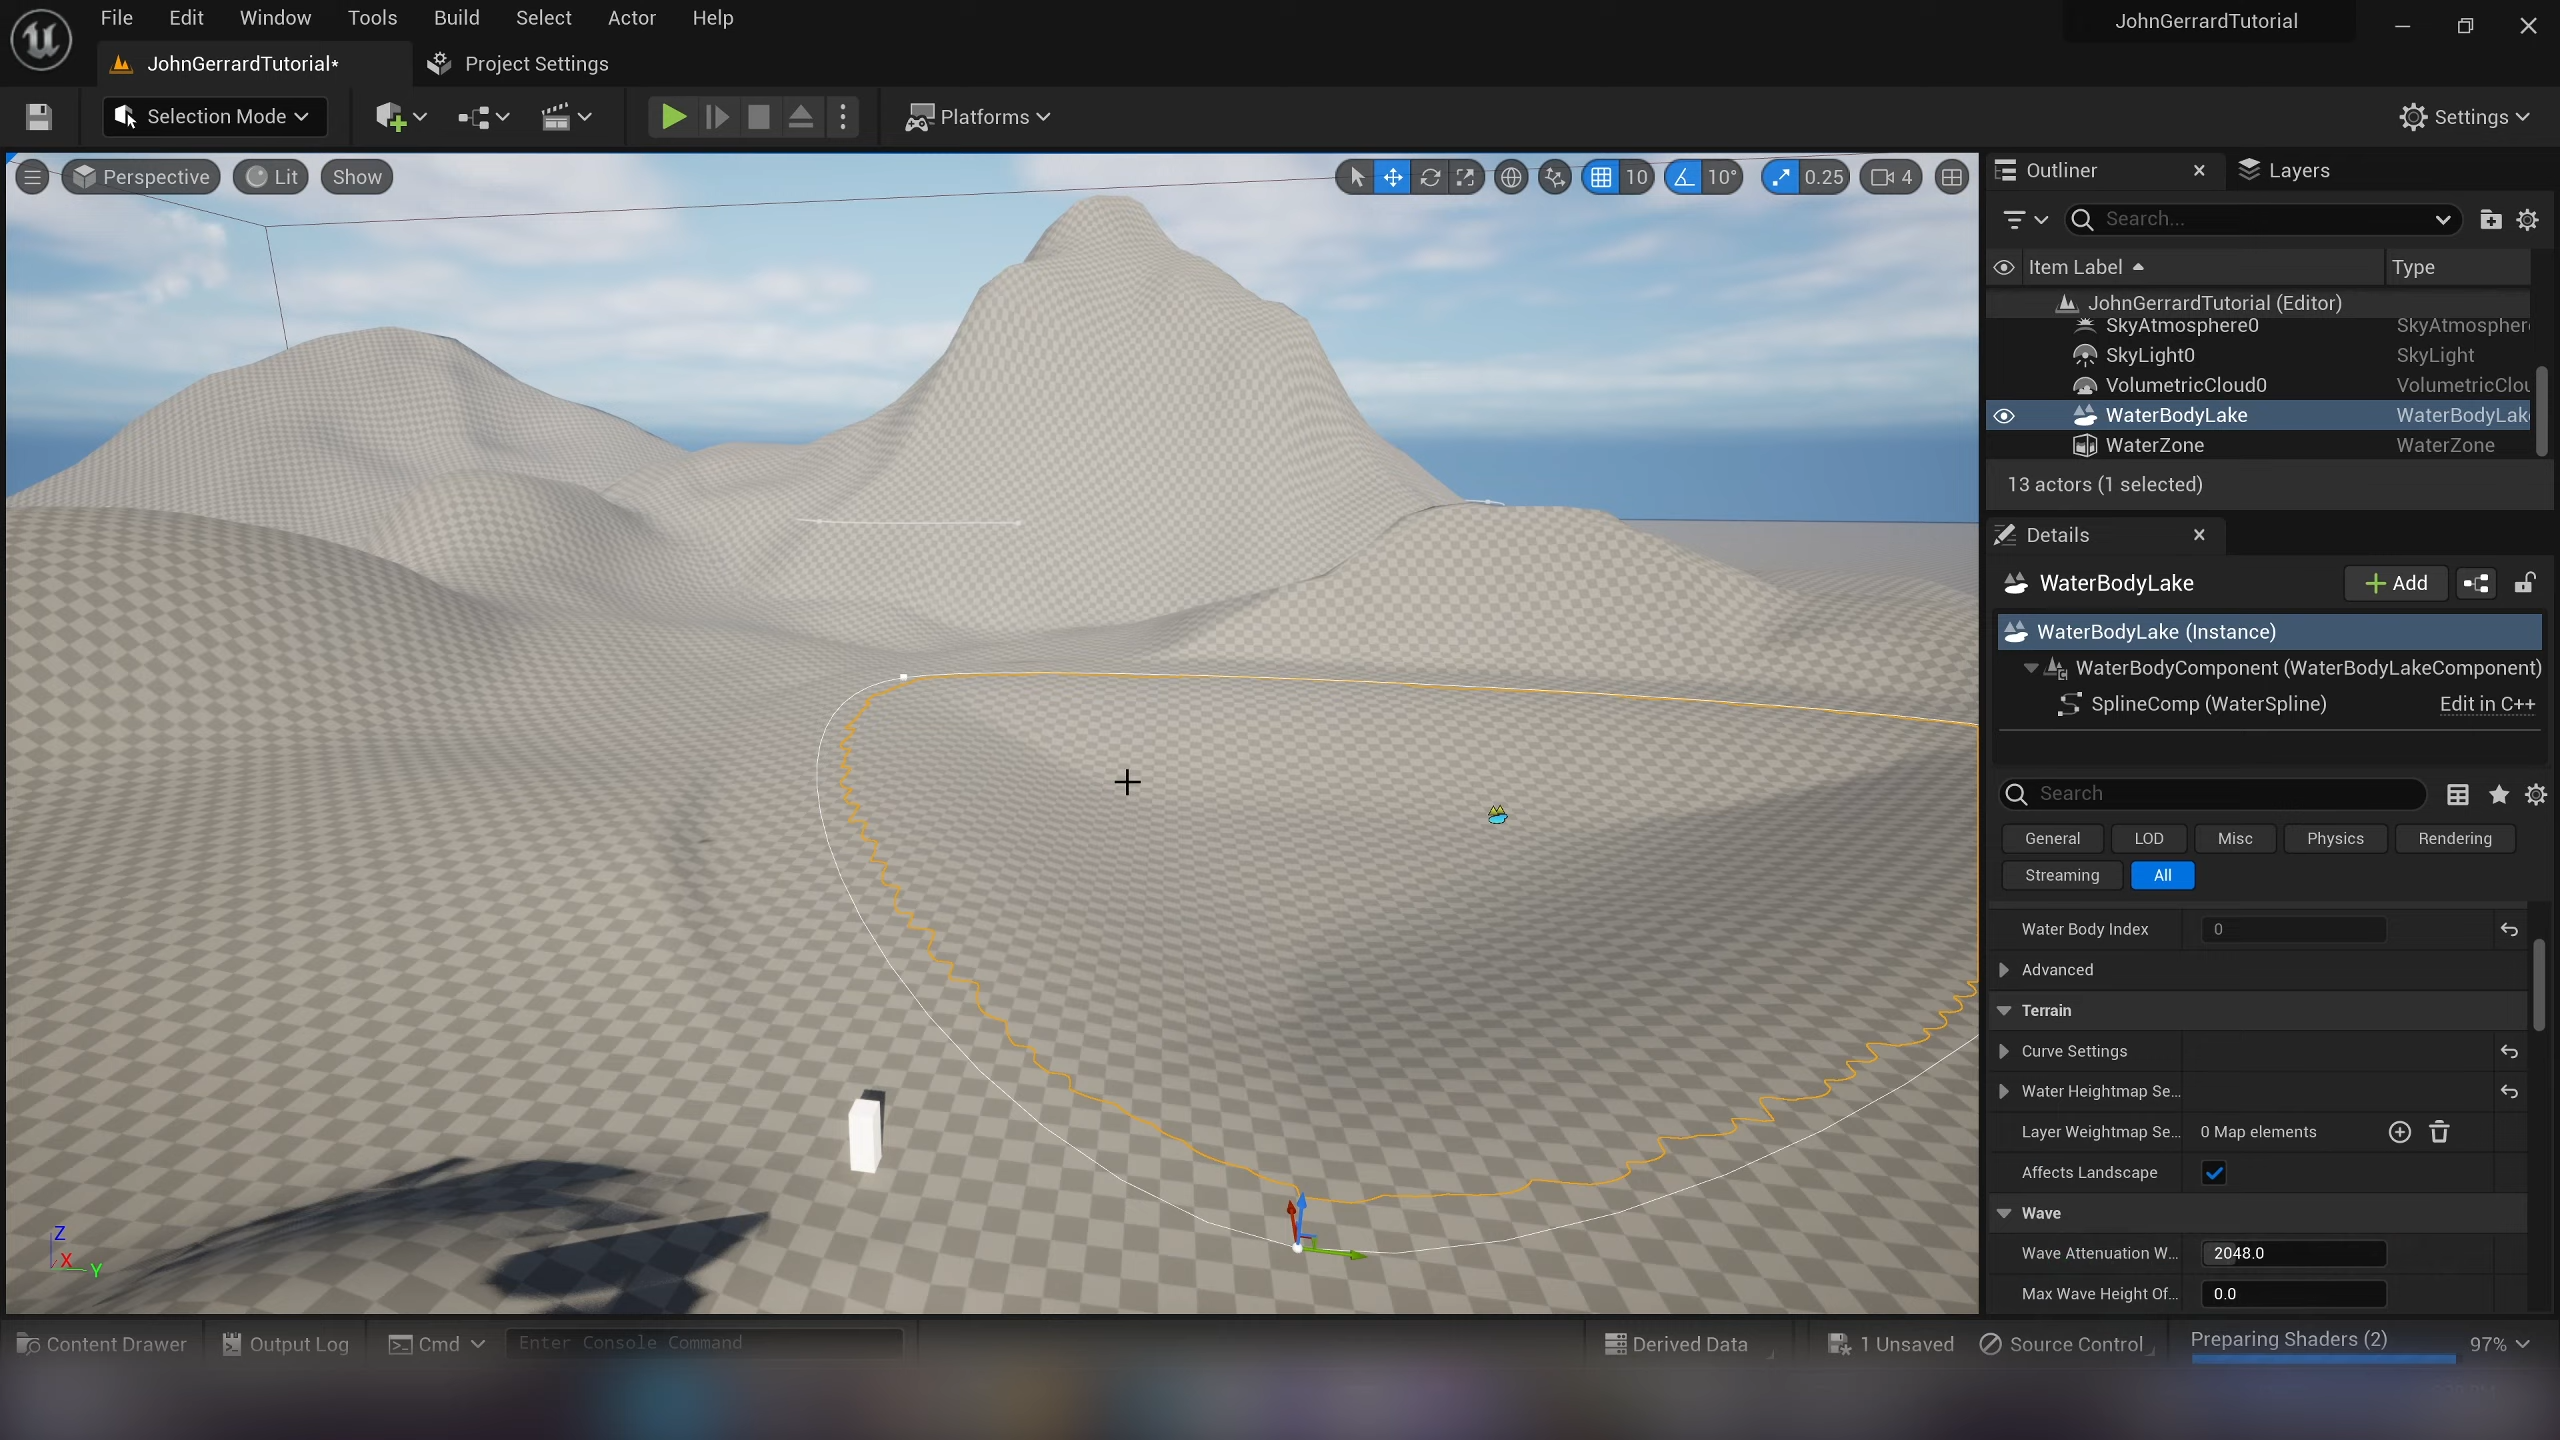 File Edit Window Tools Build Select Actor Help
JohnGerrardTutorial
JohnGerrardTutorial* Project Settings
Selection Mode Platforms Settings
Perspective Lit Show 10 10° 0.25 4
Outliner Layers
Search...
Item Label Type
JohnGerrardTutorial (Editor)
SkyAtmosphere0 SkyAtmospher
SkyLight0 SkyLight
VolumetricCloud0 VolumetricClou
WaterBodyLake WaterBodyLak
WaterZone WaterZone
13 actors (1 selected)
Details
WaterBodyLake Add
WaterBodyLake (Instance)
WaterBodyComponent (WaterBodyLakeComponent)
SplineComp (WaterSpline) Edit in C++
Search
General LOD Misc Physics Rendering
Streaming All
Water Body Index 0
Advanced
Terrain
Curve Settings
Water Heightmap Se...
Layer Weightmap Se... 0 Map elements
Affects Landscape
Wave
Wave Attenuation W... 2048.0
Max Wave Height Of... 0.0
Z
X
Y
Content Drawer Output Log Cmd Enter Console Command Derived Data 1 Unsaved Source Control Preparing Shaders (2) 97%